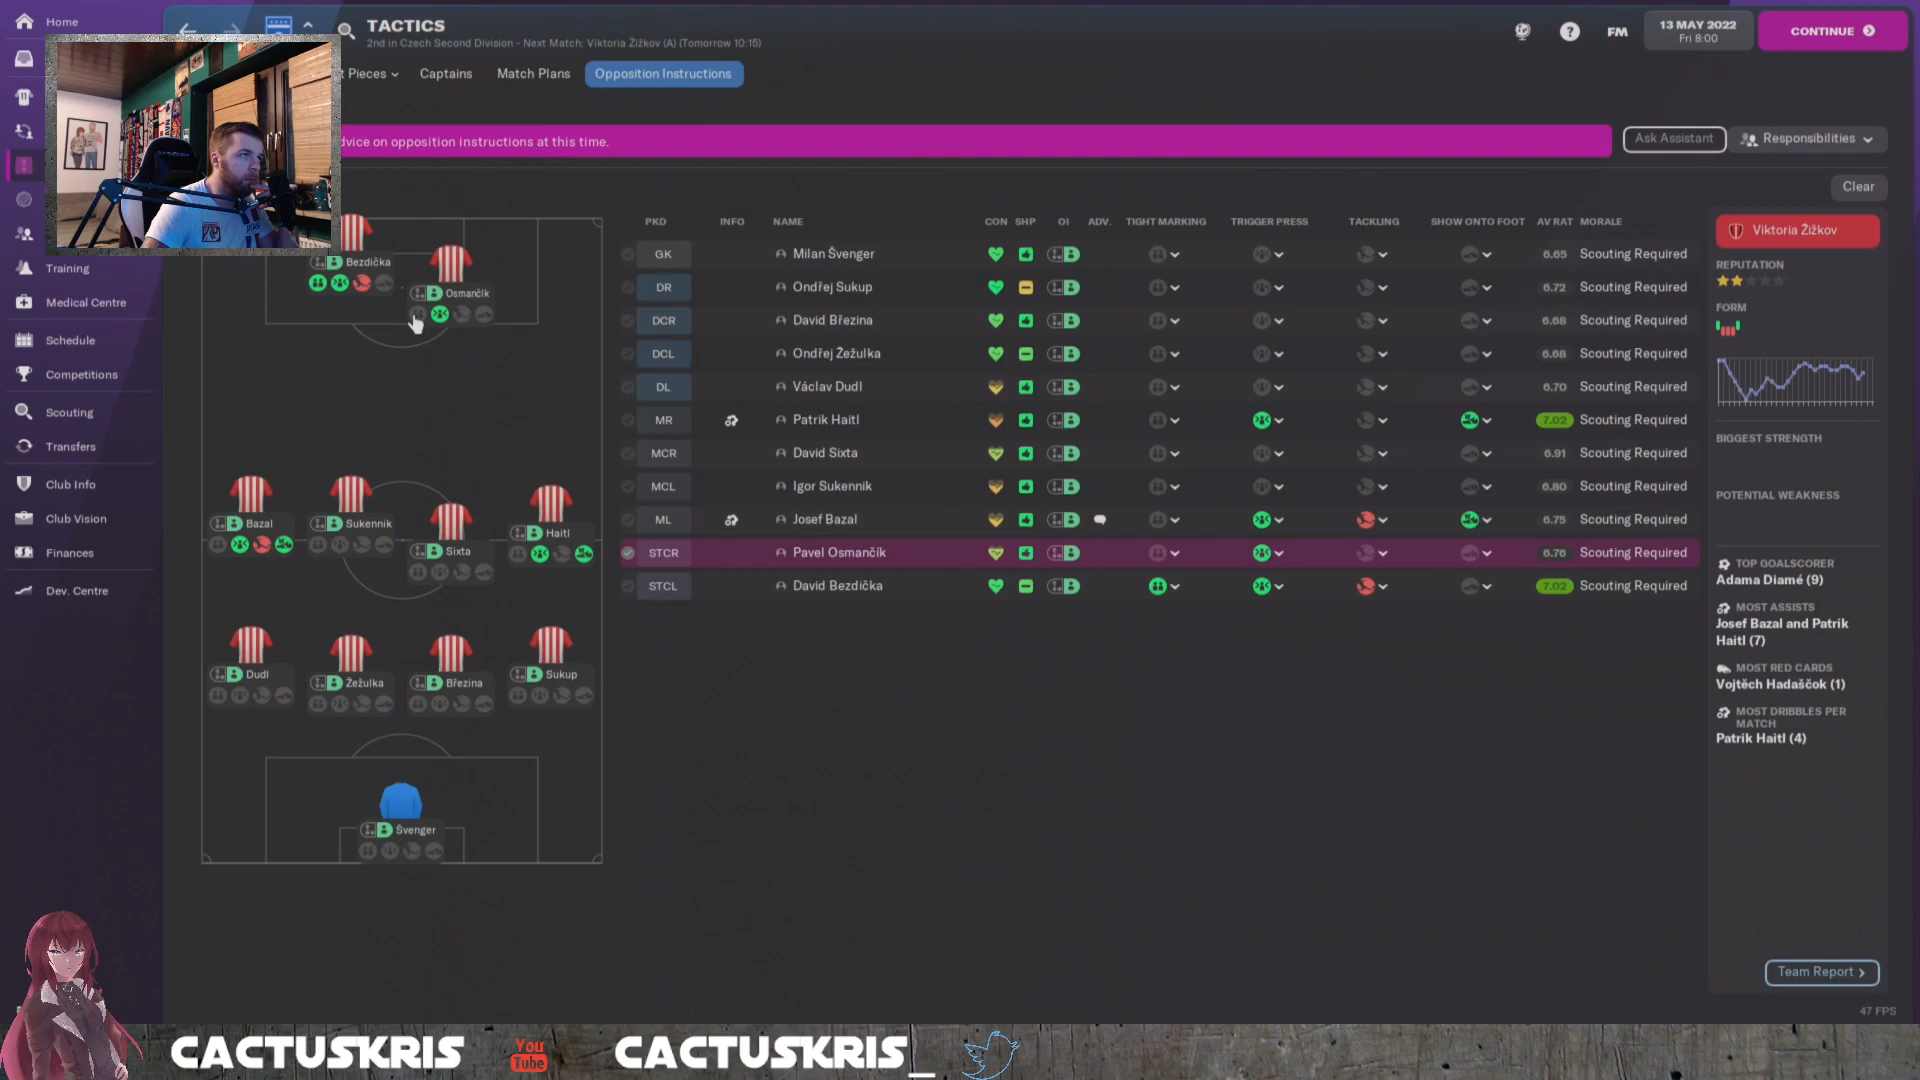 Home
TACTICS
2nd in Czech Second Division - Next Match: Viktoria Žižkov (A) (Tomorrow 10:15)
FM
13 MAY 2022
Fri 8:00
CONTINUE
t Pieces
Captains
Match Plans
Opposition Instructions
dvice on opposition instructions at this time.
Ask Assistant
Responsibilities
Clear
Training
Medical Centre
Schedule
Competitions
Scouting
Transfers
Club Info
Club Vision
Finances
Dev. Centre
Bezdička
Osmančík
Bazal
Sukennik
Sixta
Haitl
Dudl
Žežulka
Březina
Sukup
Švenger
PKD INFO NAME CON SHP OI ADV. TIGHT MARKING TRIGGER PRESS TACKLING SHOW ONTO FOOT AV RAT MORALE
GK Milan Švenger 6.65 Scouting Required
DR Ondřej Sukup 6.72 Scouting Required
DCR David Březina 6.68 Scouting Required
DCL Ondřej Žežulka 6.68 Scouting Required
DL Václav Dudl 6.70 Scouting Required
MR Patrik Haitl 7.02 Scouting Required
MCR David Sixta 6.91 Scouting Required
MCL Igor Sukennik 6.80 Scouting Required
ML Josef Bazal 6.75 Scouting Required
STCR Pavel Osmančík 6.76 Scouting Required
STCL David Bezdička 7.02 Scouting Required
Viktoria Žižkov
REPUTATION
FORM
BIGGEST STRENGTH
POTENTIAL WEAKNESS
TOP GOALSCORER
Adama Diamé (9)
MOST ASSISTS
Josef Bazal and Patrik
Haitl (7)
MOST RED CARDS
Vojtěch Hadaščok (1)
MOST DRIBBLES PER
MATCH
Patrik Haitl (4)
Team Report
47 FPS
CACTUSKRIS
You
Tube
CACTUSKRIS_